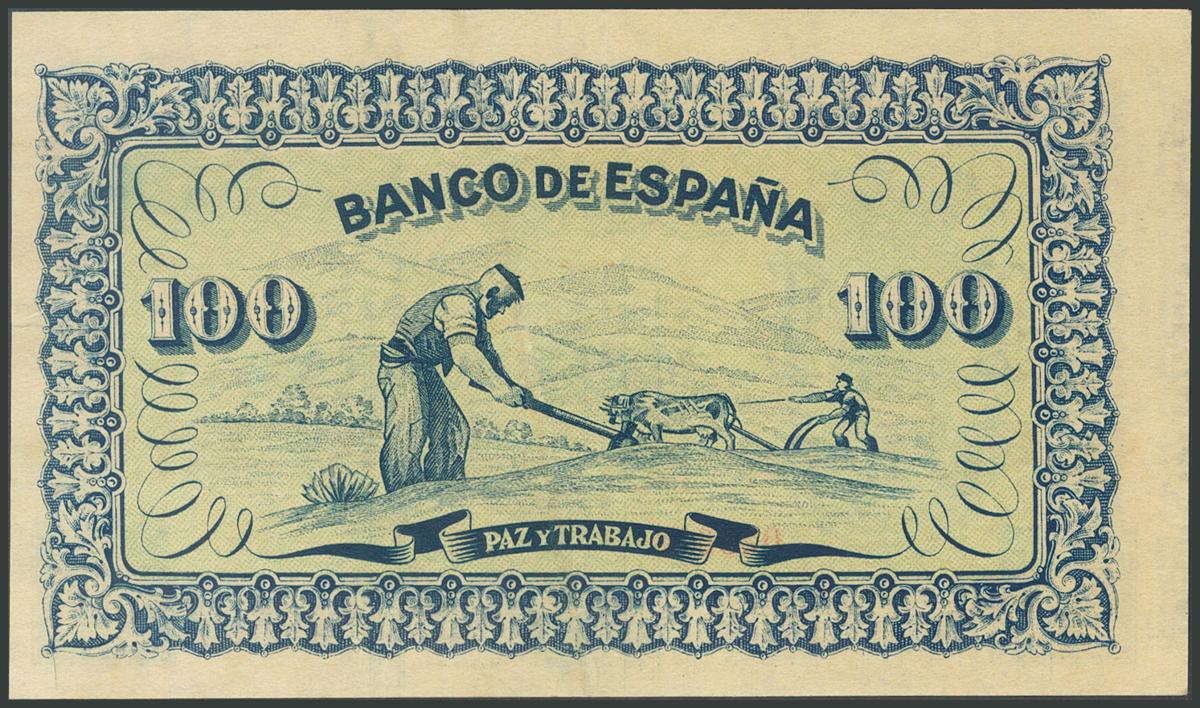 BANCO DE ESPAÑA
100 100
PAZ Y TRABAJO